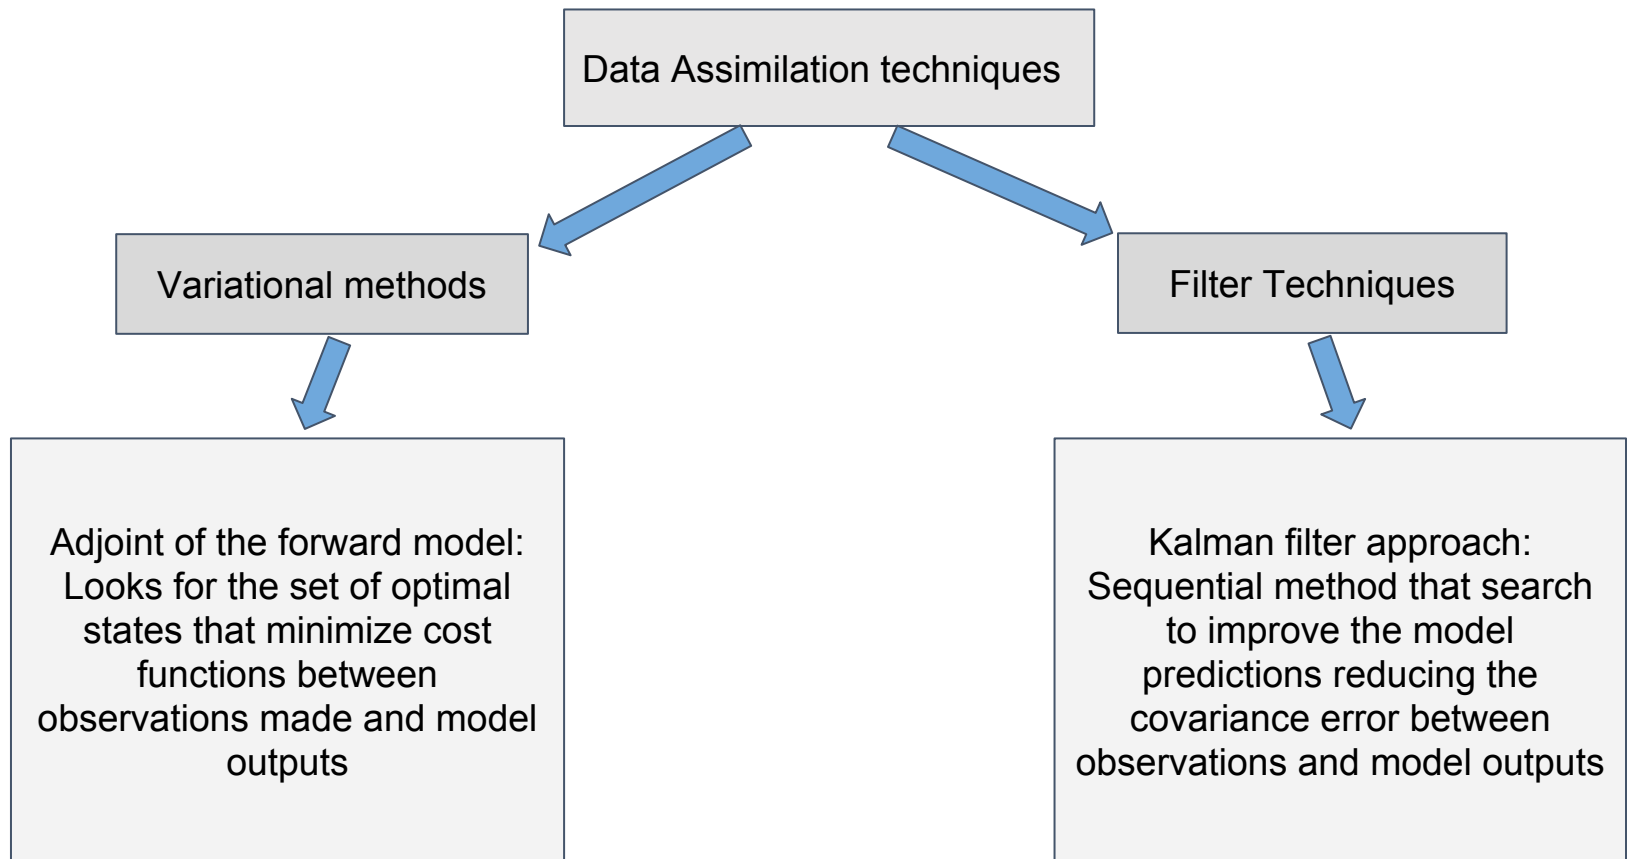 Data Assimilation techniques
Variational methods
Filter Techniques
Adjoint of the forward model:
Looks for the set of optimal
states that minimize cost
functions between
observations made and model
outputs
Kalman filter approach:
Sequential method that search
to improve the model
predictions reducing the
covariance error between
observations and model outputs